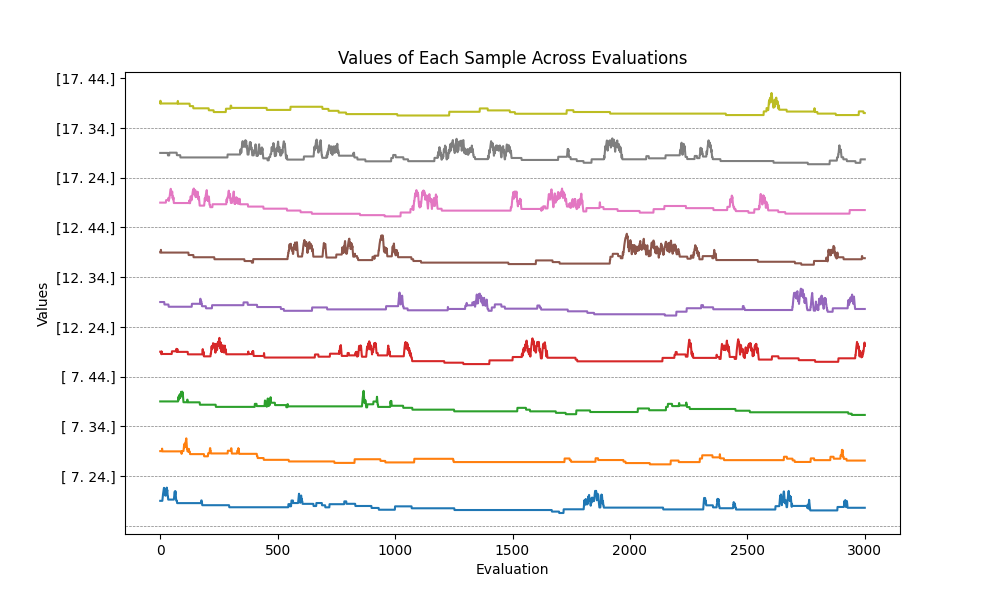 Values of Each Sample Across Evaluations
[17. 44.]
[17. 34.]
[17. 24.]
[12. 44.]
[12. 34.]
[12. 24.]
[ 7. 44.]
[ 7. 34.]
[ 7. 24.]
Values
0 500 1000 1500 2000 2500 3000
Evaluation